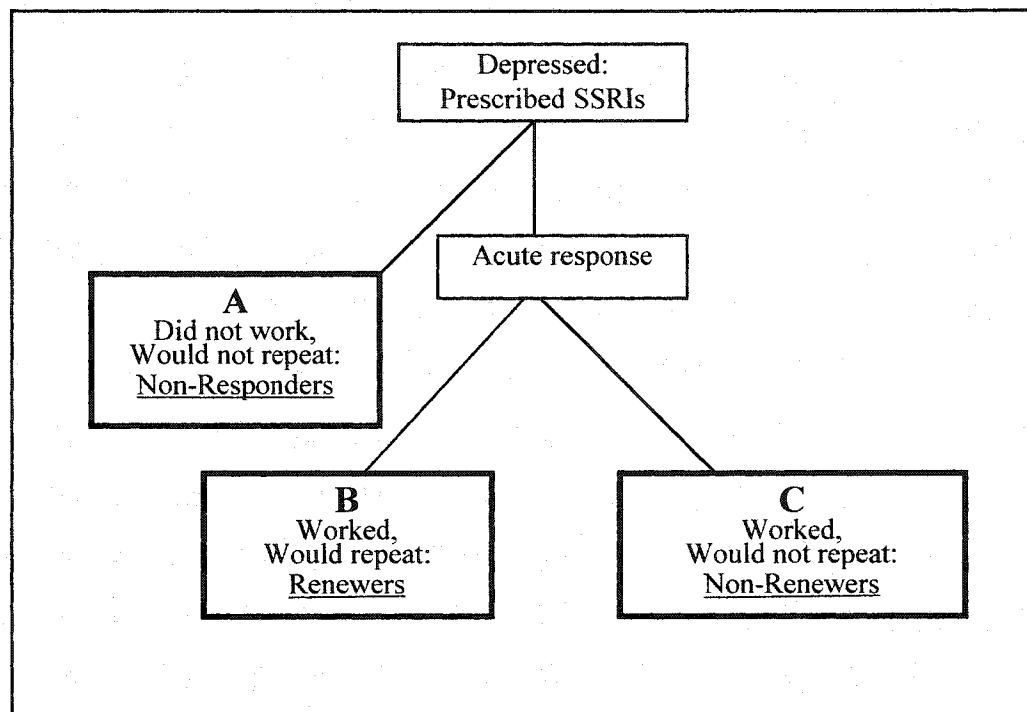 Depressed:
Prescribed SSRIs
Acute response
A
Did not work,
Would not repeat:
Non-Responders
B
Worked,
Would repeat:
Renewers
C
Worked,
Would not repeat:
Non-Renewers